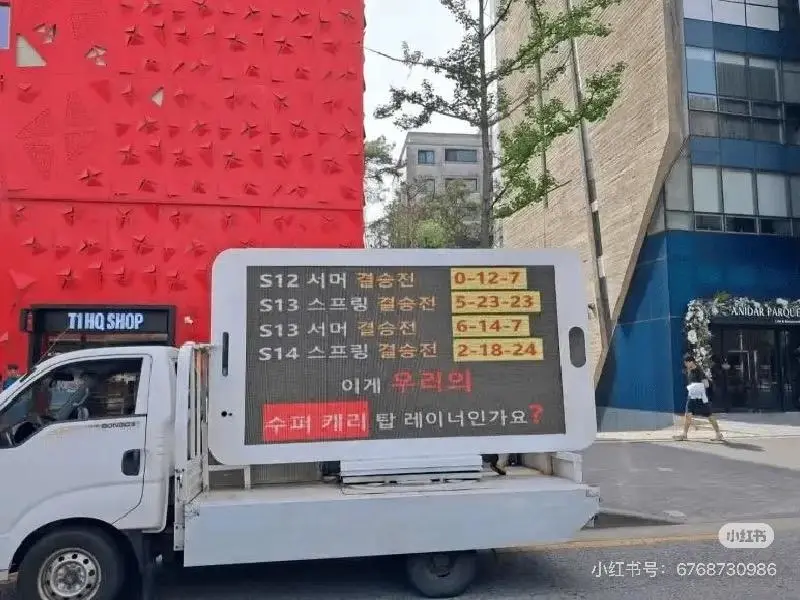 T1 HQ SHOP
ANIDAR PARQUE
S12 서머 결승전 0-12-7
S13 스프링 결승전 5-23-23
S13 서머 결승전 6-14-7
S14 스프링 결승전 2-18-24
이게 우리의
수퍼 캐리 탑 레이너인가요?
小红书
小红书号：6768730986